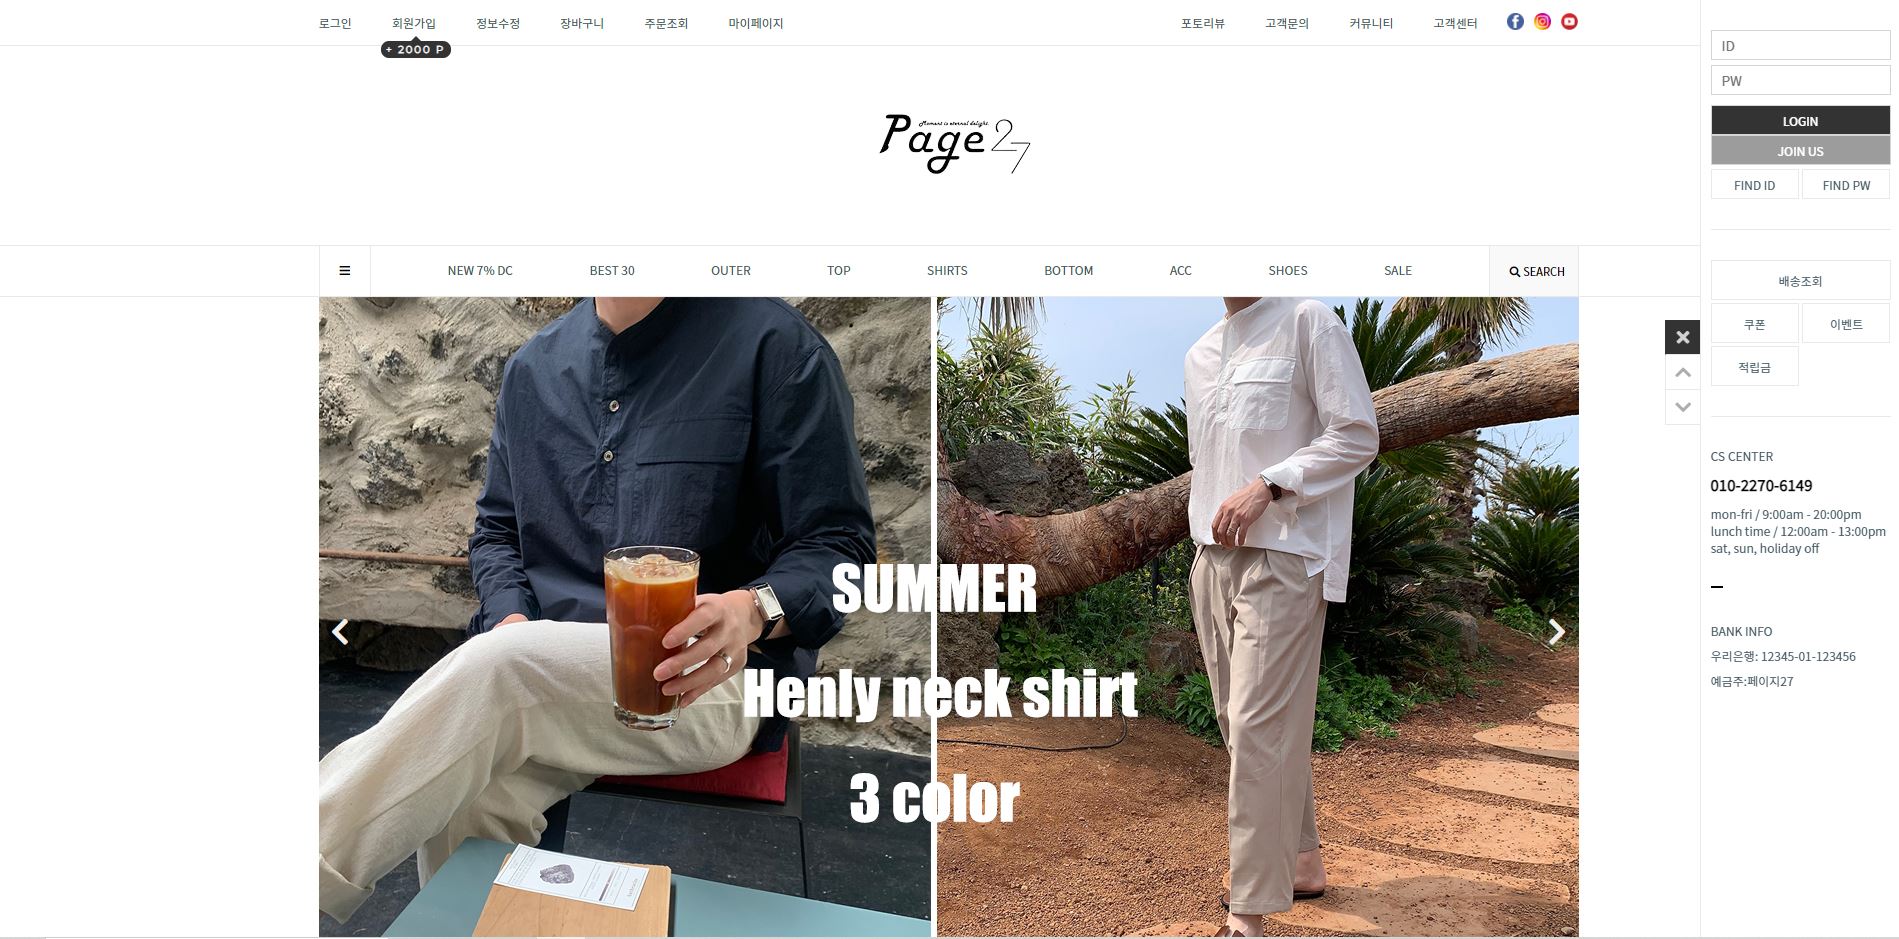 로그인 회원가입 정보수정 장바구니 주문조회 마이페이지 포토리뷰 고객문의 커뮤니티 고객센터
+ 2000 P
Moment is eternal delight.
Page27
NEW 7% DC BEST 30 OUTER TOP SHIRTS BOTTOM ACC SHOES SALE SEARCH
SUMMER
Henly neck shirt
3 color
ID
PW
LOGIN
JOIN US
FIND ID FIND PW
배송조회
쿠폰 이벤트
적립금
CS CENTER
010-2270-6149
mon-fri / 9:00am - 20:00pm
lunch time / 12:00am - 13:00pm
sat, sun, holiday off
BANK INFO
우리은행: 12345-01-123456
예금주:페이지27